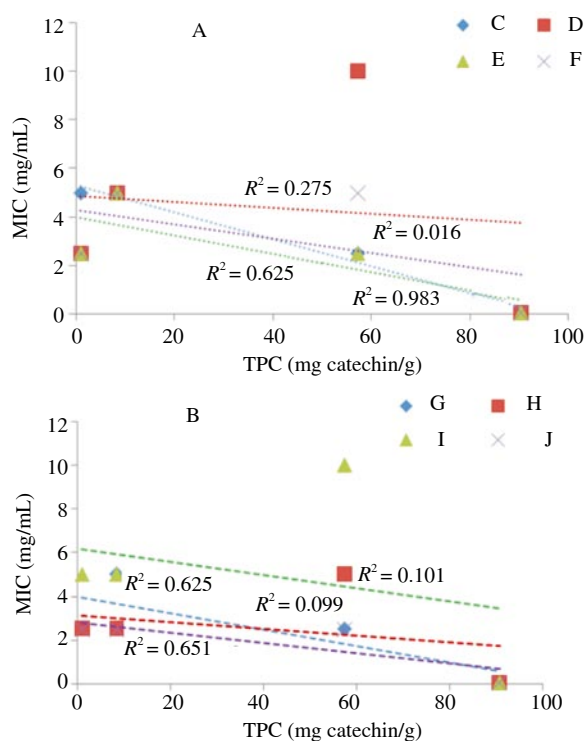 A
C D
E F
MIC (mg/mL)
12
10
8
6
4
2
0
R² = 0.275
R² = 0.016
R² = 0.625
R² = 0.983
0 20 40 60 80 100
TPC (mg catechin/g)
B
G H
I J
MIC (mg/mL)
12
10
8
6
4
2
0
R² = 0.625
R² = 0.101
R² = 0.099
R² = 0.651
0 20 40 60 80 100
TPC (mg catechin/g)